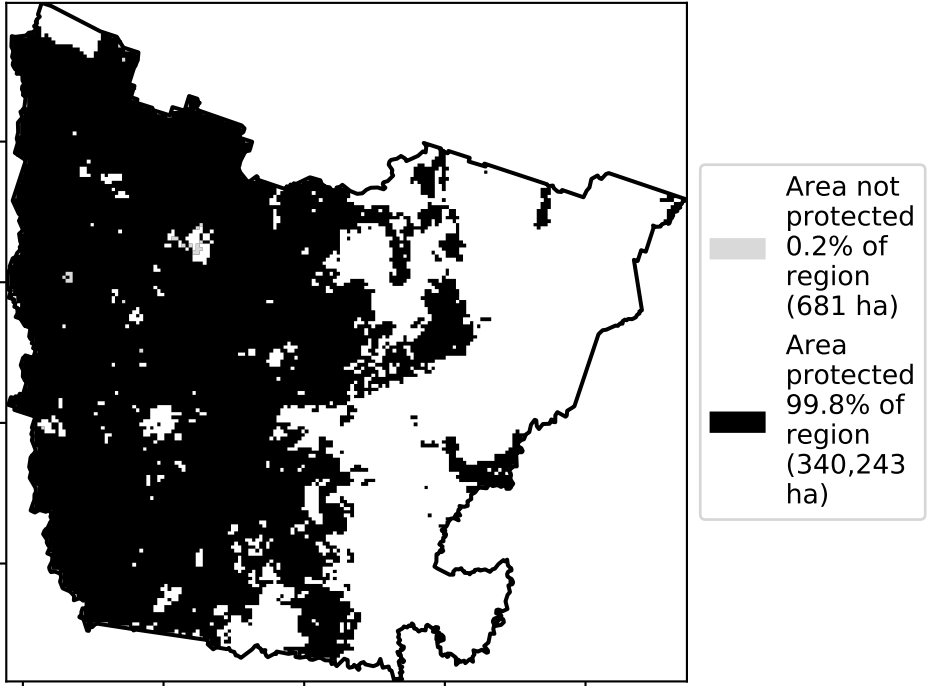 Area not
protected
0.2% of
region
(681 ha)
Area
protected
99.8% of
region
(340,243
ha)